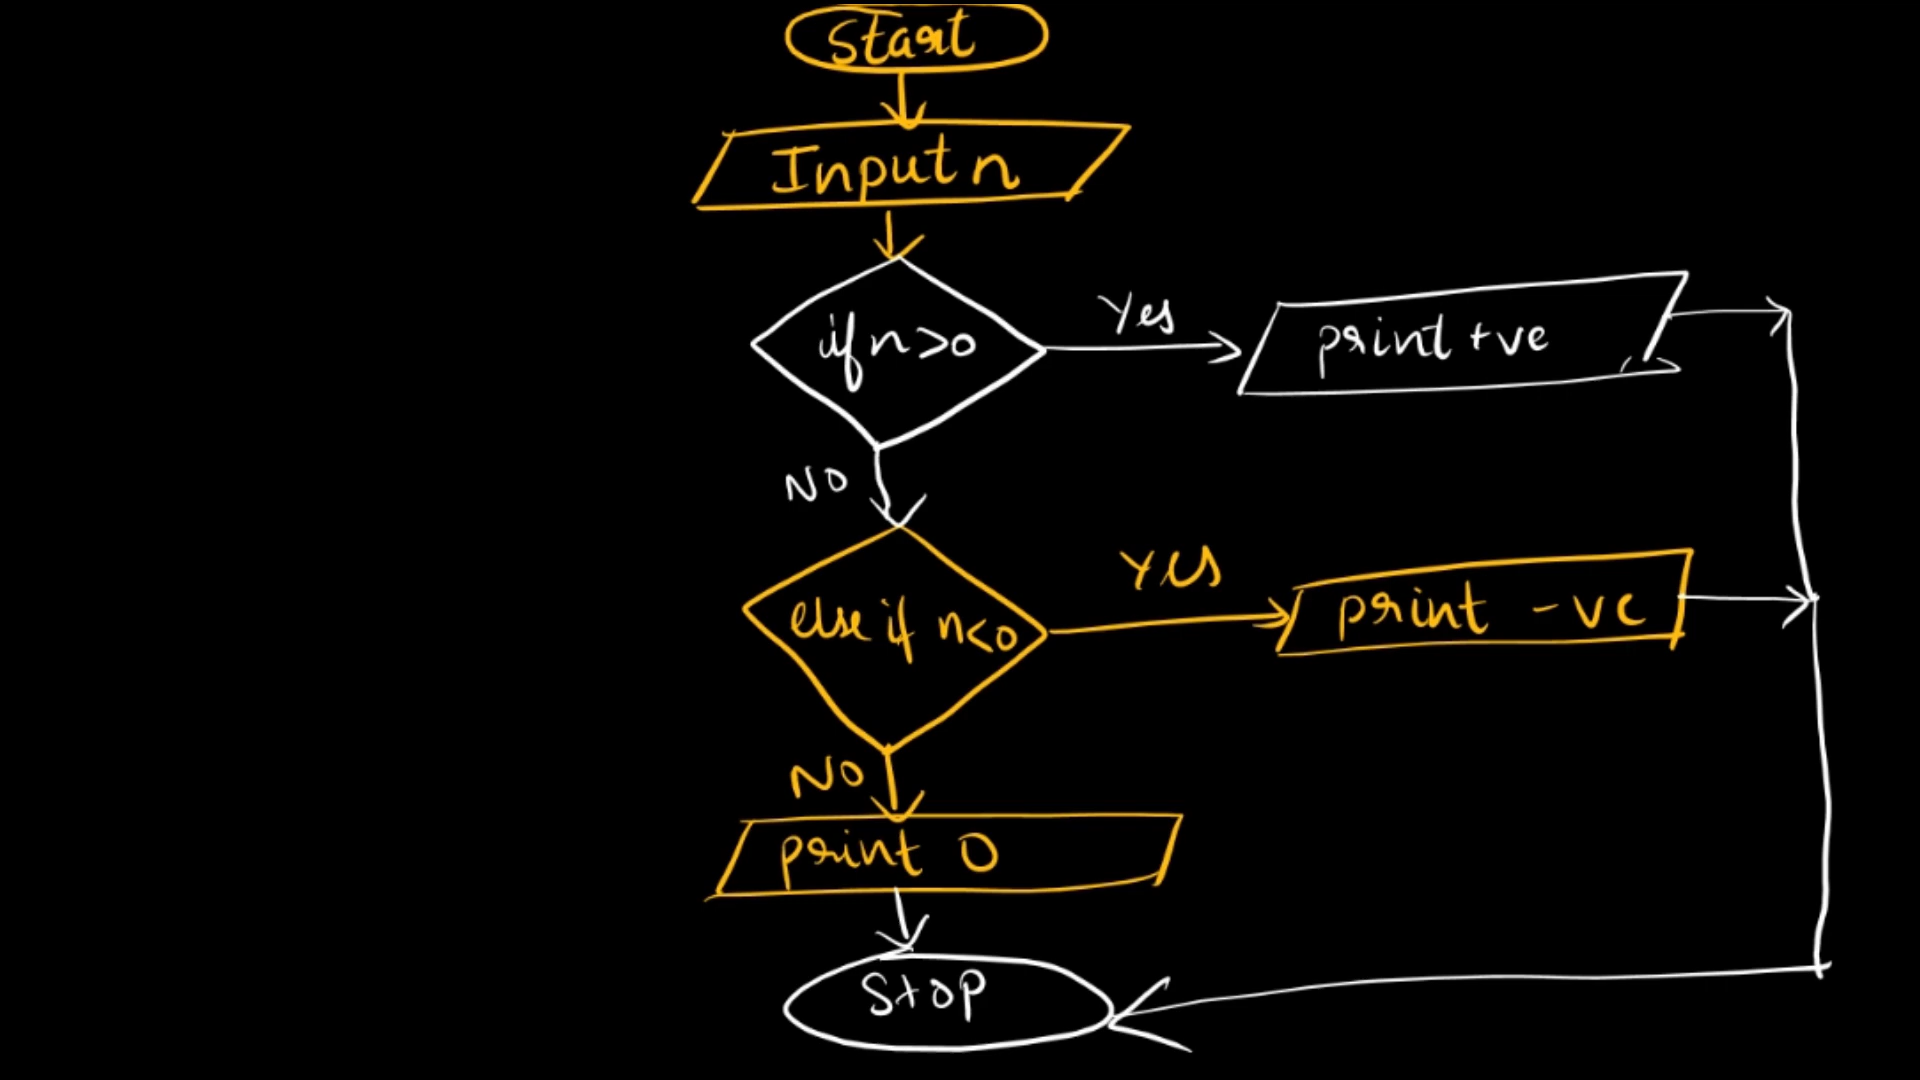 Start
Input n
if n>0
Yes
print +ve
NO
else if n<0
Yes
print -ve
NO
print 0
Stop